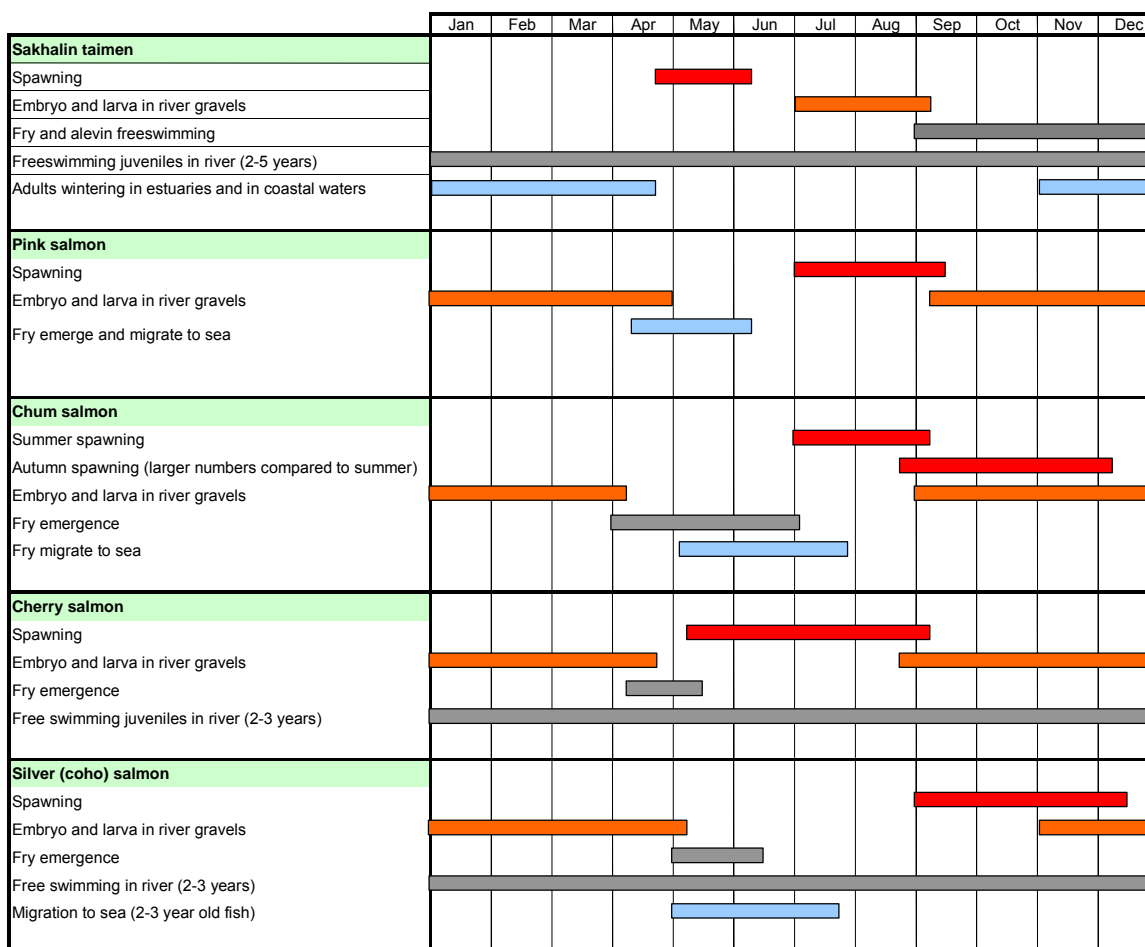 Jan Feb Mar Apr May Jun Jul Aug Sep Oct Nov Dec
Sakhalin taimen
Spawning
Embryo and larva in river gravels
Fry and alevin freeswimming
Freeswimming juveniles in river (2-5 years)
Adults wintering in estuaries and in coastal waters
Pink salmon
Spawning
Embryo and larva in river gravels
Fry emerge and migrate to sea
Chum salmon
Summer spawning
Autumn spawning (larger numbers compared to summer)
Embryo and larva in river gravels
Fry emergence
Fry migrate to sea
Cherry salmon
Spawning
Embryo and larva in river gravels
Fry emergence
Free swimming juveniles in river (2-3 years)
Silver (coho) salmon
Spawning
Embryo and larva in river gravels
Fry emergence
Free swimming in river (2-3 years)
Migration to sea (2-3 year old fish)